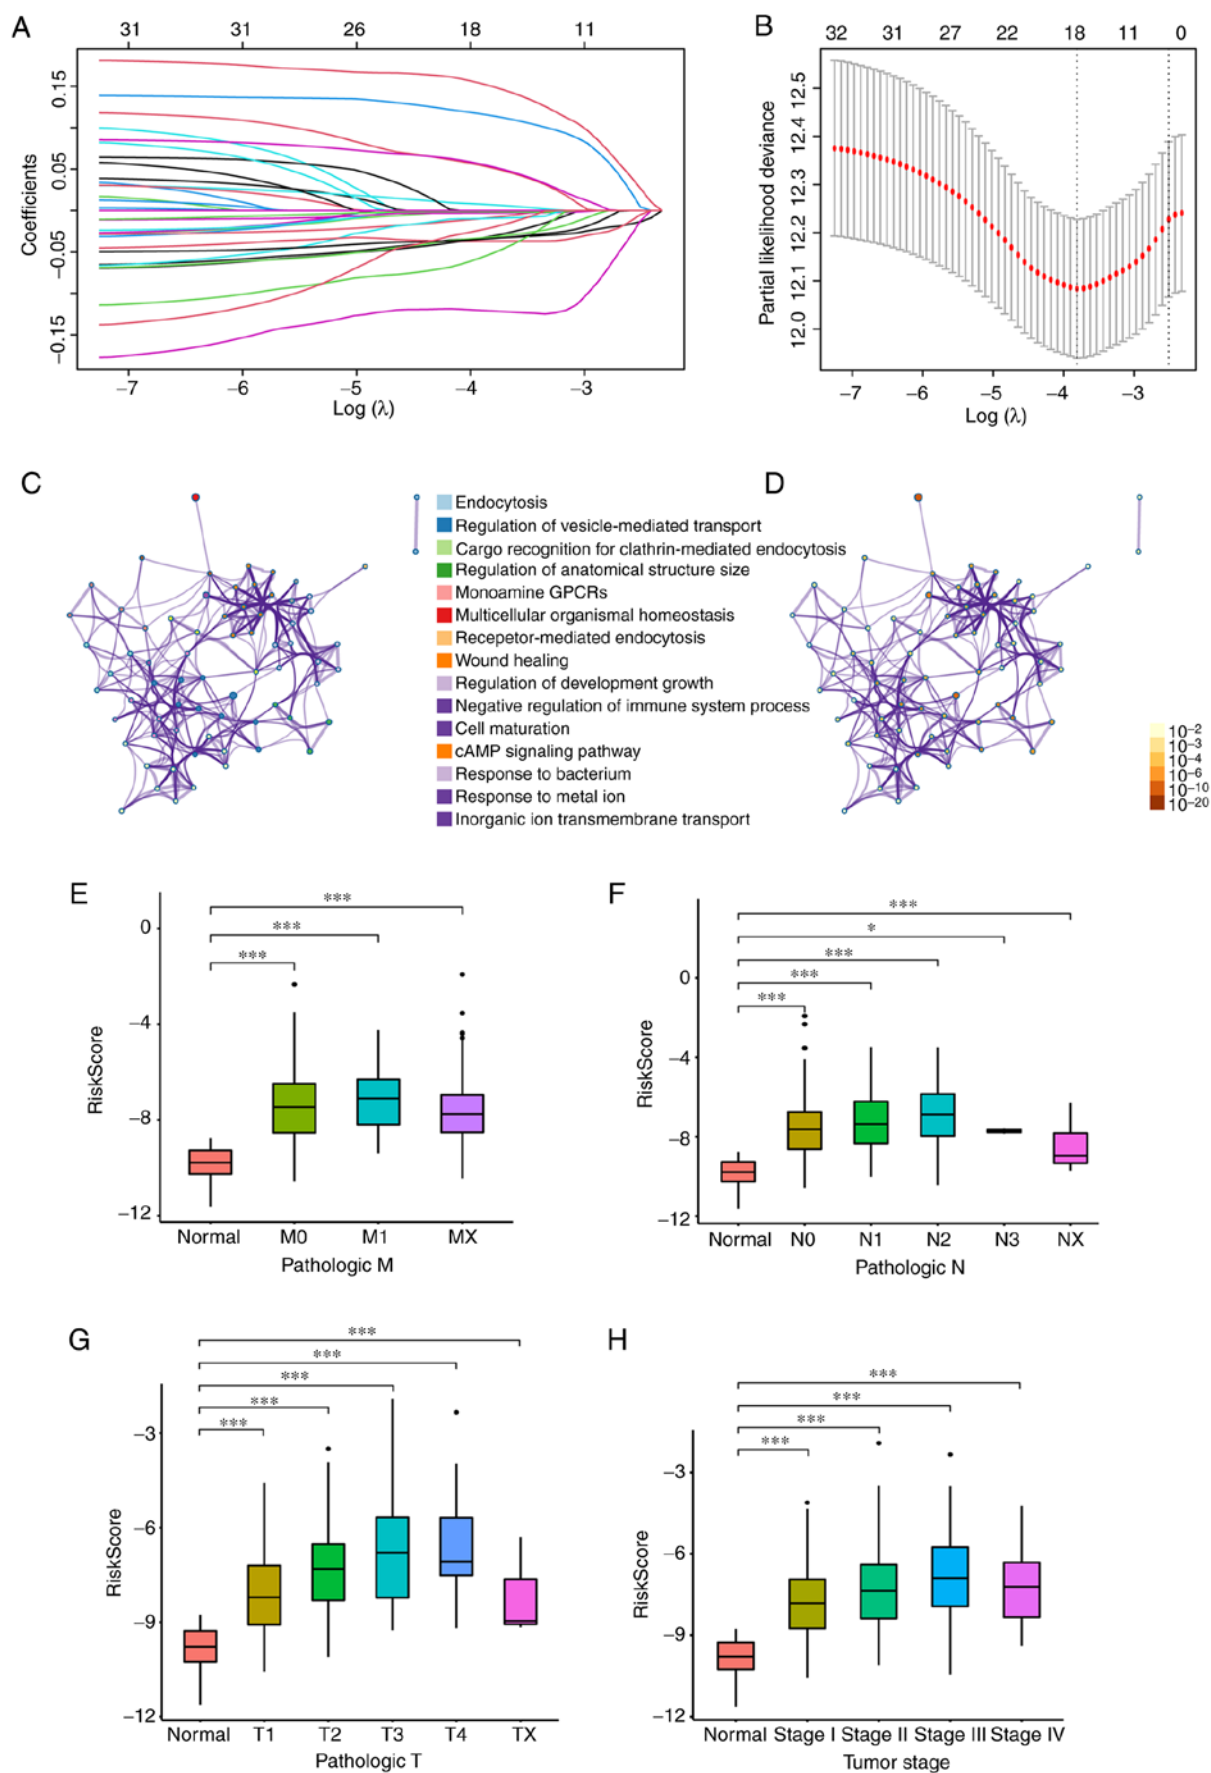 A
31 31 26 18 11
Coefficients
0.15
0.05
−0.05
−0.15
−7 −6 −5 −4 −3
Log (λ)
B
32 31 27 22 18 11 0
Partial likelihood deviance
12.5
12.4
12.3
12.2
12.1
12.0
−7 −6 −5 −4 −3
Log (λ)
C
Endocytosis
Regulation of vesicle-mediated transport
Cargo recognition for clathrin-mediated endocytosis
Regulation of anatomical structure size
Monoamine GPCRs
Multicellular organismal homeostasis
Recepetor-mediated endocytosis
Wound healing
Regulation of development growth
Negative regulation of immune system process
Cell maturation
cAMP signaling pathway
Response to bacterium
Response to metal ion
Inorganic ion transmembrane transport
D
10⁻²
10⁻³
10⁻⁴
10⁻⁶
10⁻¹⁰
10⁻²⁰
E
***
***
***
RiskScore
0
−4
−8
−12
Normal M0 M1 MX
Pathologic M
F
***
*
***
***
***
RiskScore
0
−4
−8
−12
Normal N0 N1 N2 N3 NX
Pathologic N
G
***
***
***
***
***
RiskScore
−3
−6
−9
−12
Normal T1 T2 T3 T4 TX
Pathologic T
H
***
***
***
***
RiskScore
−3
−6
−9
−12
Normal Stage I Stage II Stage III Stage IV
Tumor stage